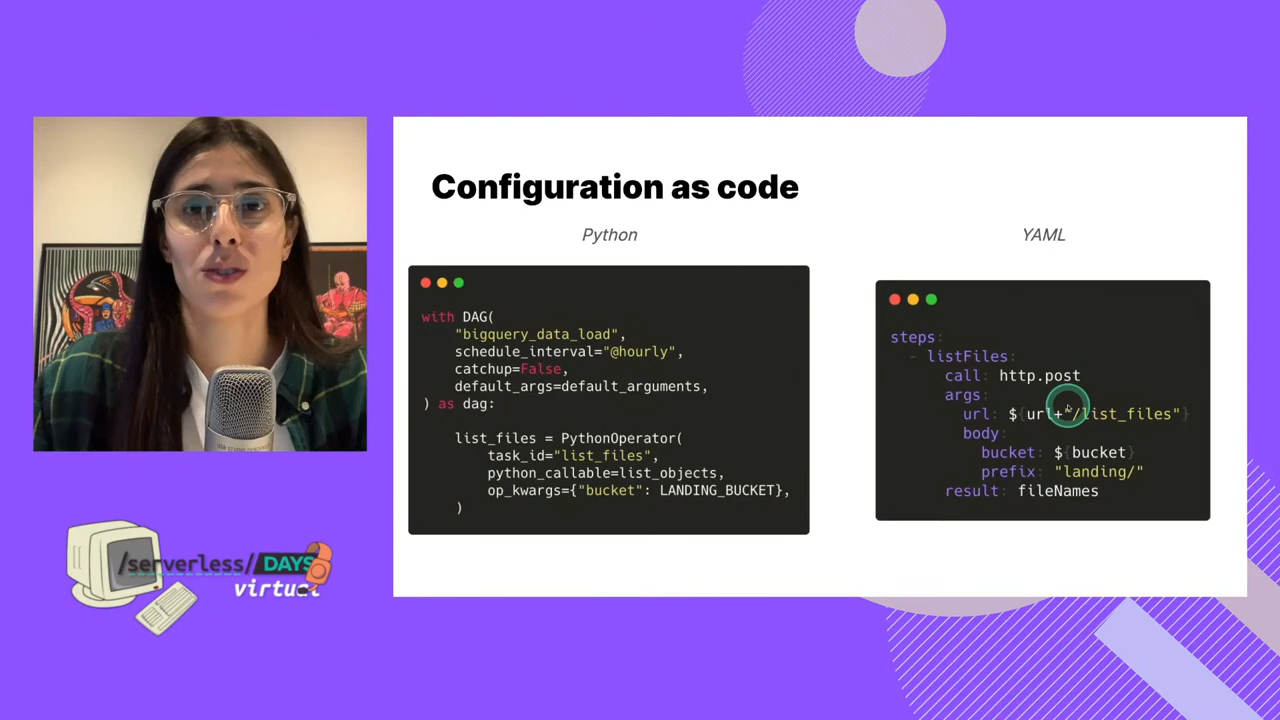 Configuration as code
Python
YAML
with DAG(
    "bigquery_data_load",
    schedule_interval="@hourly",
    catchup=False,
    default_args=default_arguments,
) as dag:
    list_files = PythonOperator(
        task_id="list_files",
        python_callable=list_objects,
        op_kwargs={"bucket": LANDING_BUCKET},
    )
steps:
  - listFiles:
      call: http.post
      args:
        url: ${url+"/list_files"}
        body:
          bucket: ${bucket}
          prefix: "landing/"
      result: fileNames
/serverless/DAYS
virtual